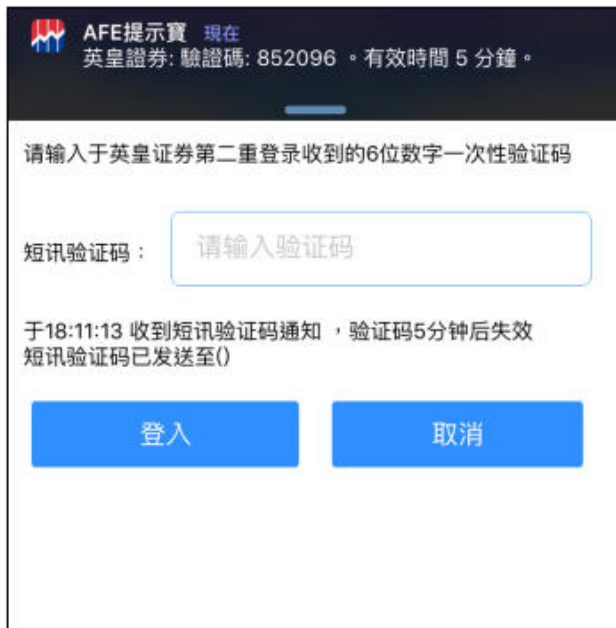 AFE提示寶 現在
英皇證券: 驗證碼: 852096 。有效時間 5 分鐘。
请输入于英皇证券第二重登录收到的6位数字一次性验证码
短讯验证码：
请输入验证码
于18:11:13 收到短讯验证码通知 ，验证码5分钟后失效
短讯验证码已发送至()
登入 取消